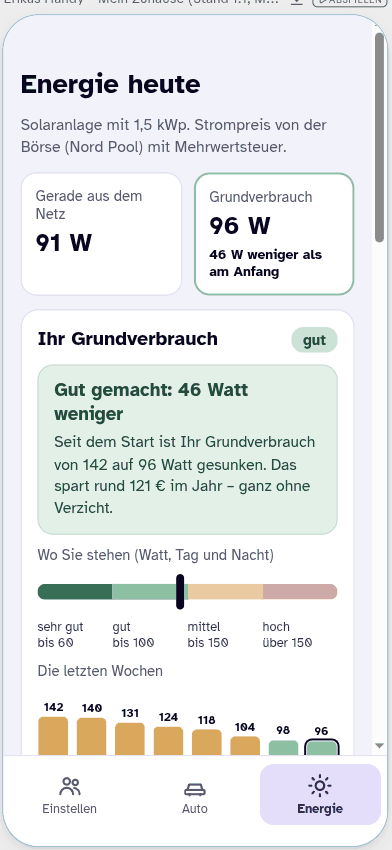 Energie heute
Solaranlage mit 1,5 kWp. Strompreis von der
Börse (Nord Pool) mit Mehrwertsteuer.
Gerade aus dem
Netz
91 W
Grundverbrauch
96 W
46 W weniger als
am Anfang
Ihr Grundverbrauch
gut
Gut gemacht: 46 Watt
weniger
Seit dem Start ist Ihr Grundverbrauch
von 142 auf 96 Watt gesunken. Das
spart rund 121 € im Jahr – ganz ohne
Verzicht.
Wo Sie stehen (Watt, Tag und Nacht)
sehr gut
bis 60
gut
bis 100
mittel
bis 150
hoch
über 150
Die letzten Wochen
142 140 131 124 118 104 98 96
Einstellen
Auto
Energie